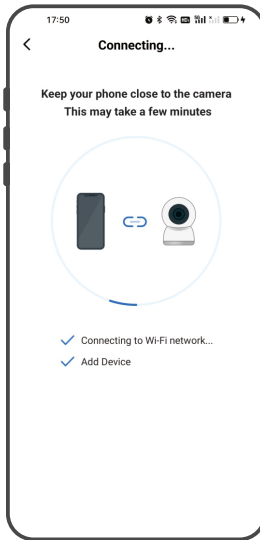 17:50
Connecting...
Keep your phone close to the camera
This may take a few minutes
Connecting to Wi-Fi network...
Add Device